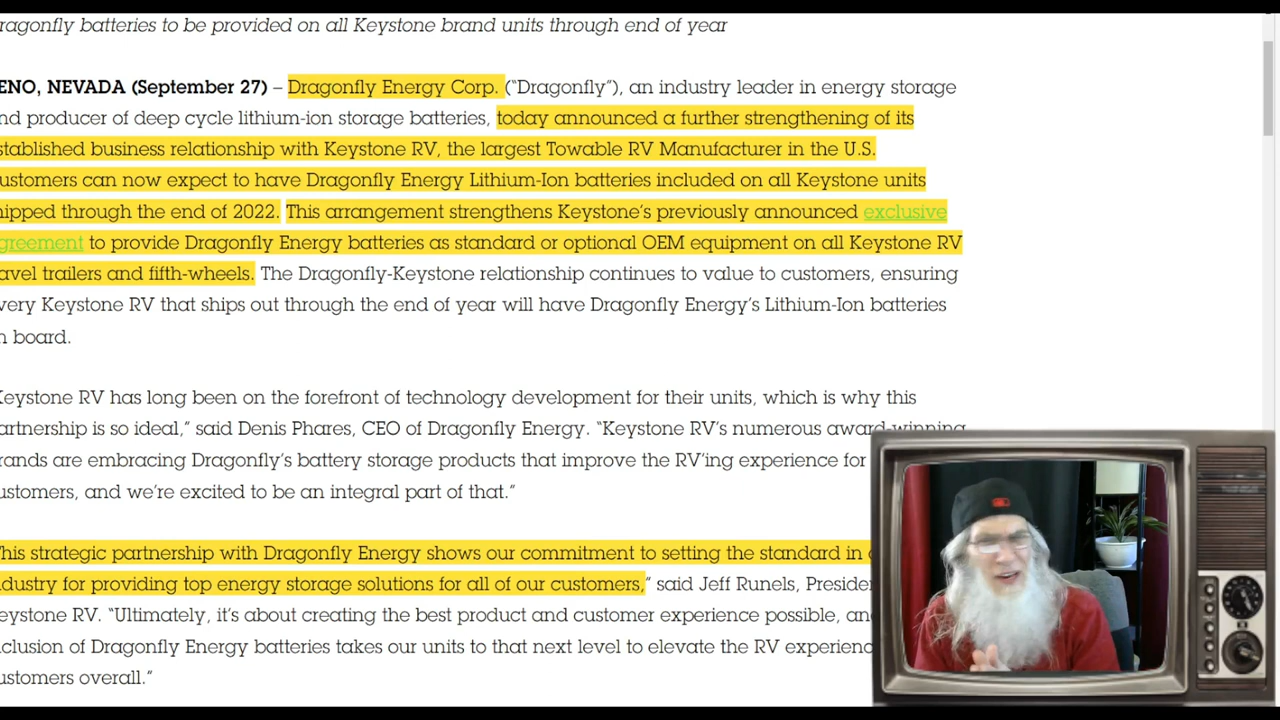 ragonfly batteries to be provided on all Keystone brand units through end of year
ENO, NEVADA (September 27) – Dragonfly Energy Corp. (“Dragonfly”), an industry leader in energy storage
nd producer of deep cycle lithium-ion storage batteries, today announced a further strengthening of its
stablished business relationship with Keystone RV, the largest Towable RV Manufacturer in the U.S.
ustomers can now expect to have Dragonfly Energy Lithium-Ion batteries included on all Keystone units
hipped through the end of 2022. This arrangement strengthens Keystone’s previously announced exclusive
greement to provide Dragonfly Energy batteries as standard or optional OEM equipment on all Keystone RV
avel trailers and fifth-wheels. The Dragonfly-Keystone relationship continues to value to customers, ensuring
very Keystone RV that ships out through the end of year will have Dragonfly Energy’s Lithium-Ion batteries
n board.
Keystone RV has long been on the forefront of technology development for their units, which is why this
artnership is so ideal,” said Denis Phares, CEO of Dragonfly Energy. “Keystone RV’s numerous award-winning
rands are embracing Dragonfly’s battery storage products that improve the RV’ing experience for
ustomers, and we’re excited to be an integral part of that.”
his strategic partnership with Dragonfly Energy shows our commitment to setting the standard in
dustry for providing top energy storage solutions for all of our customers,” said Jeff Runels, Presiden
eystone RV. “Ultimately, it’s about creating the best product and customer experience possible, an
clusion of Dragonfly Energy batteries takes our units to that next level to elevate the RV experienc
ustomers overall.”